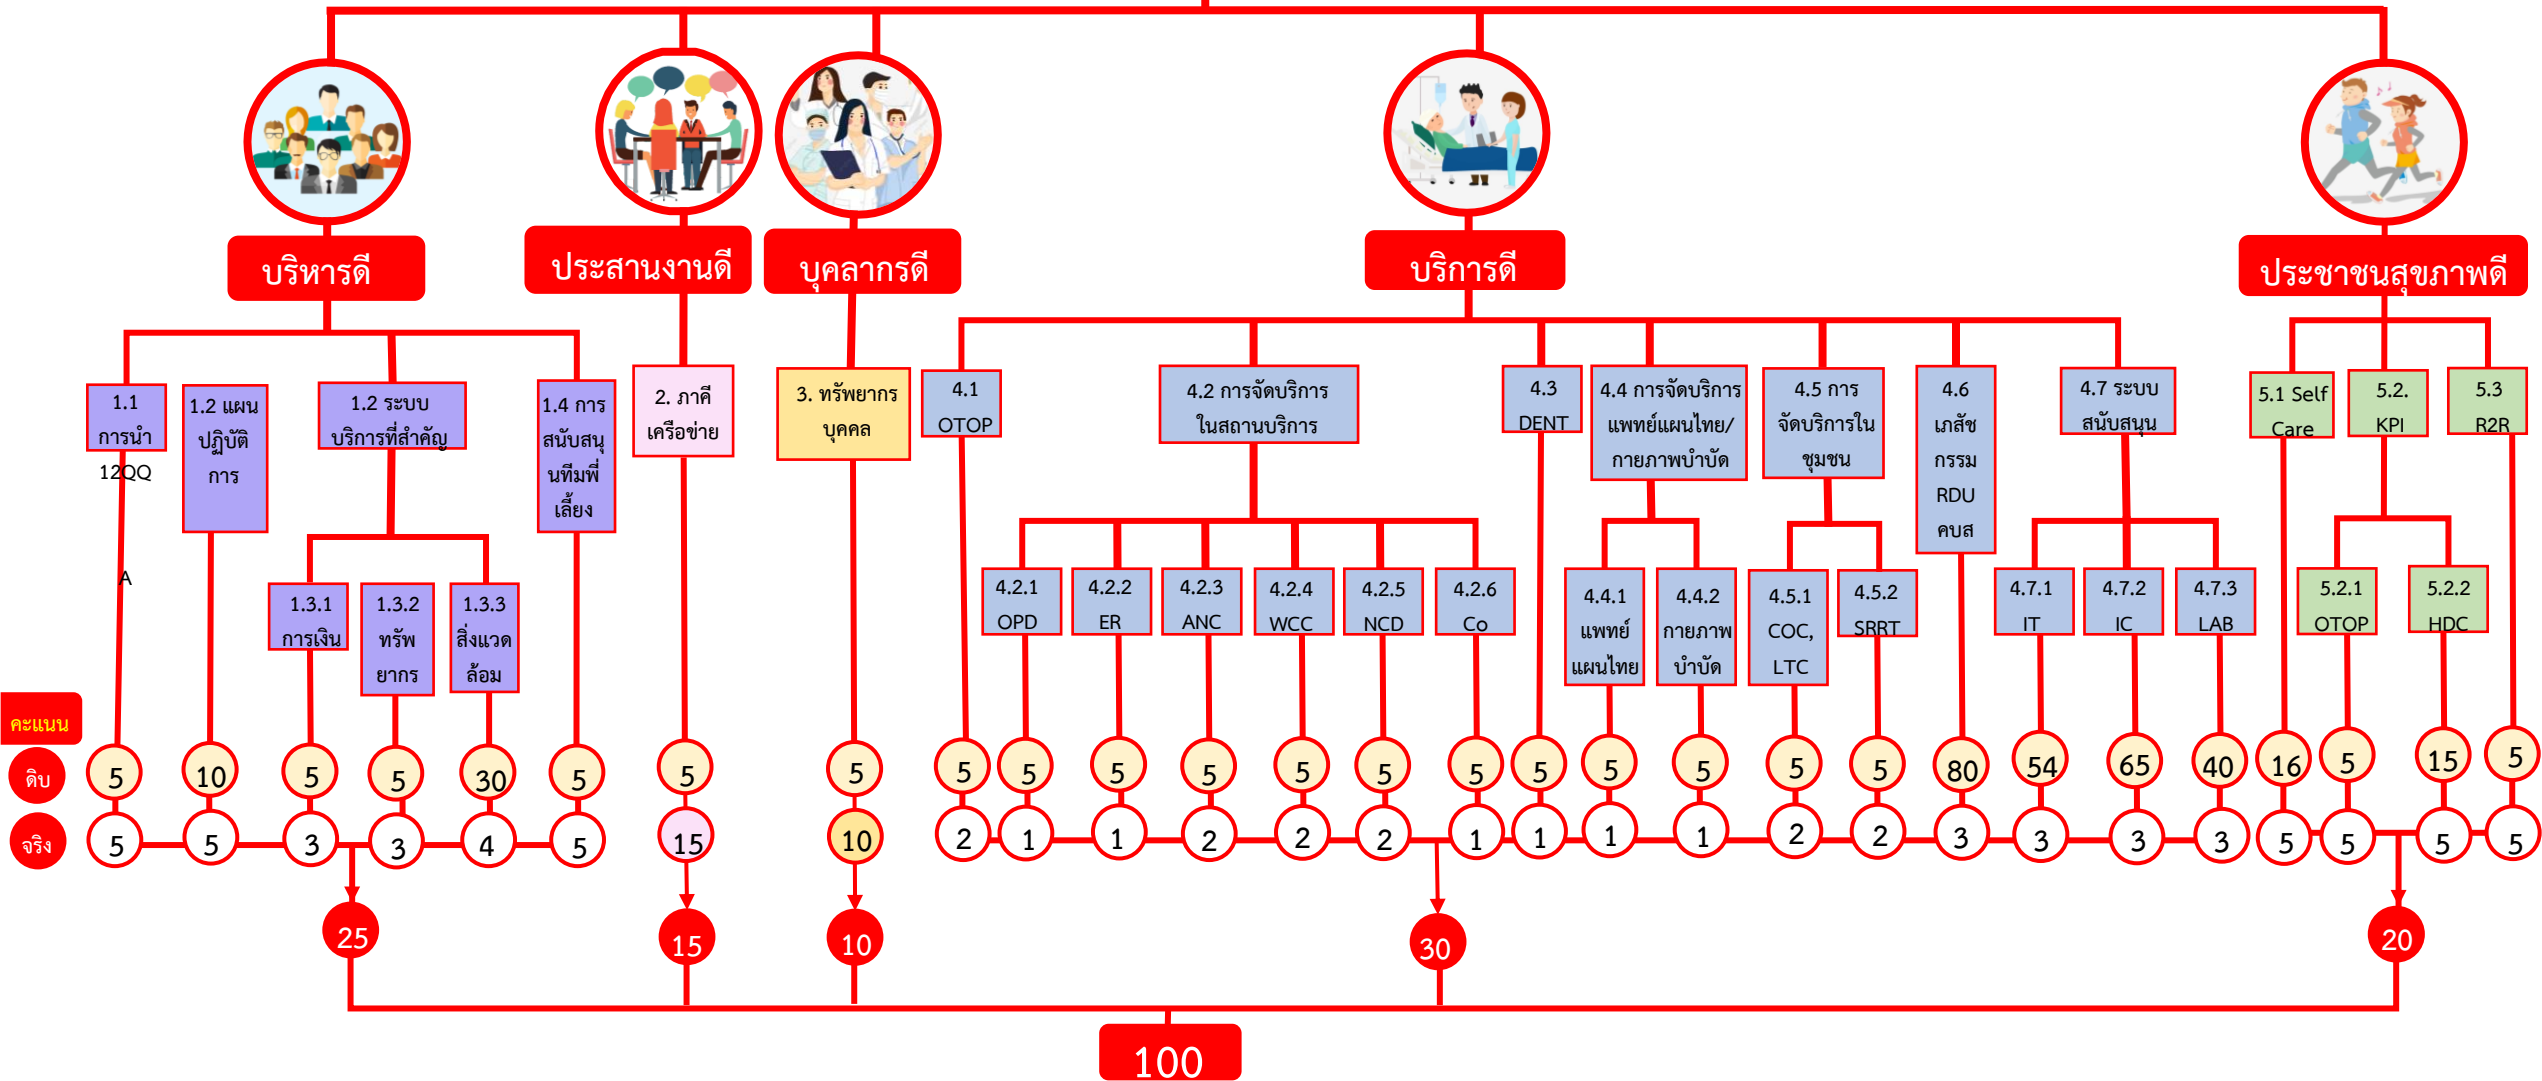 บริหารดี
ประสานงานดี
บุคลากรดี
บริการดี
ประชาชนสุขภาพดี
1.1
การนำ
12QQ
A
1.2 แผน
ปฏิบัติ
การ
1.2 ระบบ
บริการที่สำคัญ
1.4 การ
สนับสนุ
นทีมพี่
เลี้ยง
1.3.1
การเงิน
1.3.2
ทรัพ
ยากร
1.3.3
สิ่งแวด
ล้อม
2. ภาคี
เครือข่าย
3. ทรัพยากร
บุคคล
4.1
OTOP
4.2 การจัดบริการ
ในสถานบริการ
4.3
DENT
4.4 การจัดบริการ
แพทย์แผนไทย/
กายภาพบำบัด
4.5 การ
จัดบริการใน
ชุมชน
4.6
เภสัช
กรรม
RDU
คบส
4.7 ระบบ
สนับสนุน
4.2.1
OPD
4.2.2
ER
4.2.3
ANC
4.2.4
WCC
4.2.5
NCD
4.2.6
Co
4.4.1
แพทย์
แผนไทย
4.4.2
กายภาพ
บำบัด
4.5.1
COC,
LTC
4.5.2
SRRT
4.7.1
IT
4.7.2
IC
4.7.3
LAB
5.1 Self
Care
5.2.
KPI
5.3
R2R
5.2.1
OTOP
5.2.2
HDC
คะแนน
ดิบ 5 10 5 5 30 5 5 5 5 5 5 5 5 5 5 5 5 5 5 5 80 54 65 40 16 5 15 5
จริง 5 5 3 3 4 5 15 10 2 1 1 2 2 2 1 1 1 1 2 2 3 3 3 3 5 5 5 5
25 15 10 30 20
100